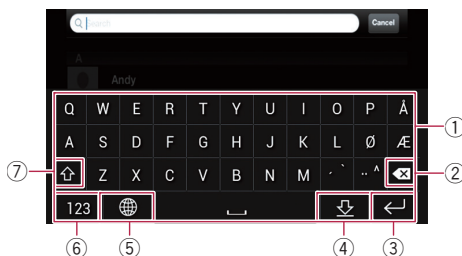 Search
Cancel
A
Andy
Q W E R T Y U I O P Å
A S D F G H J K L Ø Æ
Z X C V B N M ´ ` ¨ ^
123
①
②
③
④
⑤
⑥
⑦